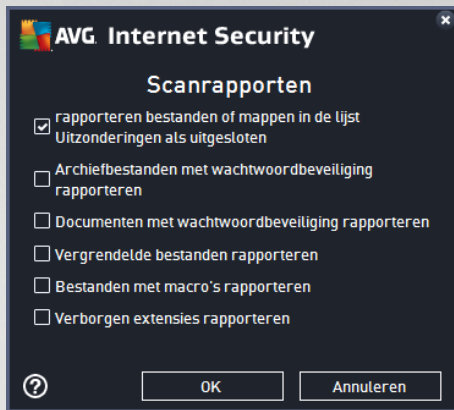 AVG. Internet Security
Scanrapporten
rapporteren bestanden of mappen in de lijst
Uitzonderingen als uitgesloten
Archiefbestanden met wachtwoordbeveiliging
rapporteren
Documenten met wachtwoordbeveiliging rapporteren
Vergrendelde bestanden rapporteren
Bestanden met macro's rapporteren
Verborgen extensies rapporteren
? OK Annuleren